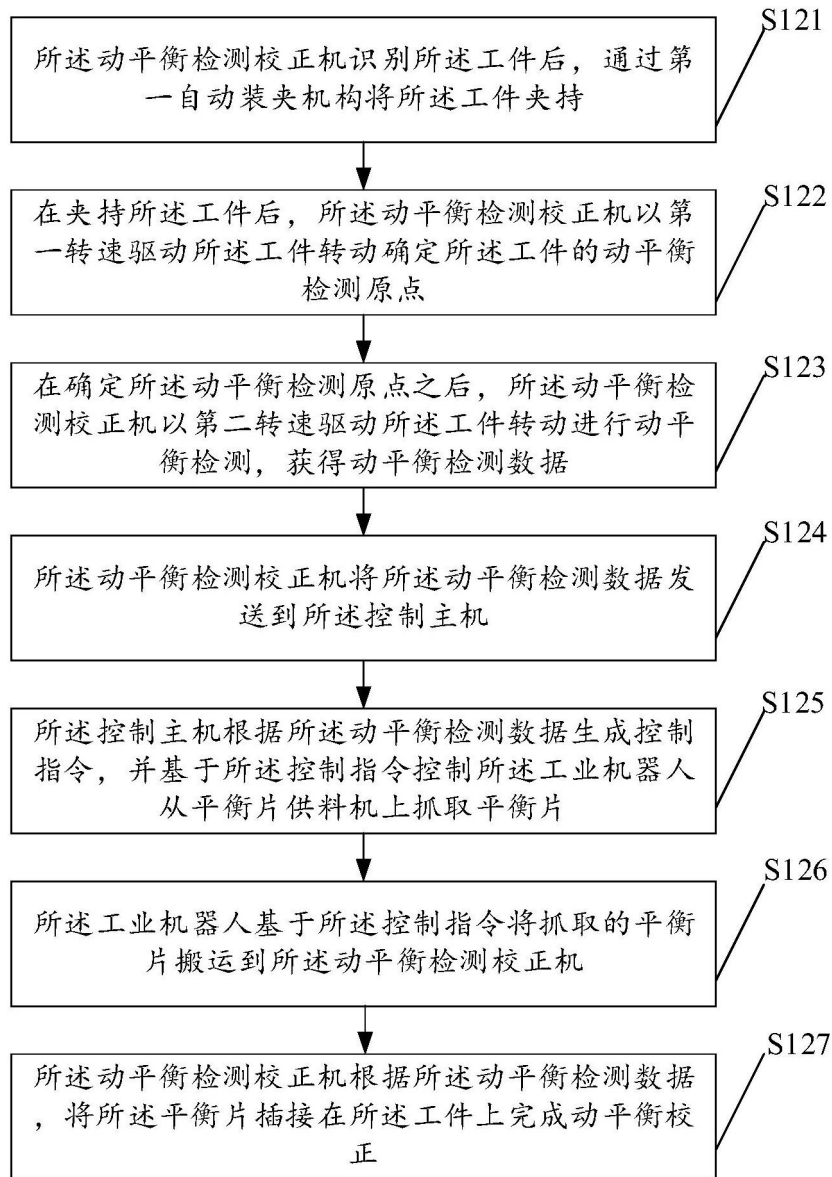 S121
所述动平衡检测校正机识别所述工件后，通过第
一自动装夹机构将所述工件夹持
S122
在夹持所述工件后，所述动平衡检测校正机以第
一转速驱动所述工件转动确定所述工件的动平衡
检测原点
S123
在确定所述动平衡检测原点之后，所述动平衡检
测校正机以第二转速驱动所述工件转动进行动平
衡检测，获得动平衡检测数据
S124
所述动平衡检测校正机将所述动平衡检测数据发
送到所述控制主机
S125
所述控制主机根据所述动平衡检测数据生成控制
指令，并基于所述控制指令控制所述工业机器人
从平衡片供料机上抓取平衡片
S126
所述工业机器人基于所述控制指令将抓取的平衡
片搬运到所述动平衡检测校正机
S127
所述动平衡检测校正机根据所述动平衡检测数据
，将所述平衡片插接在所述工件上完成动平衡校
正